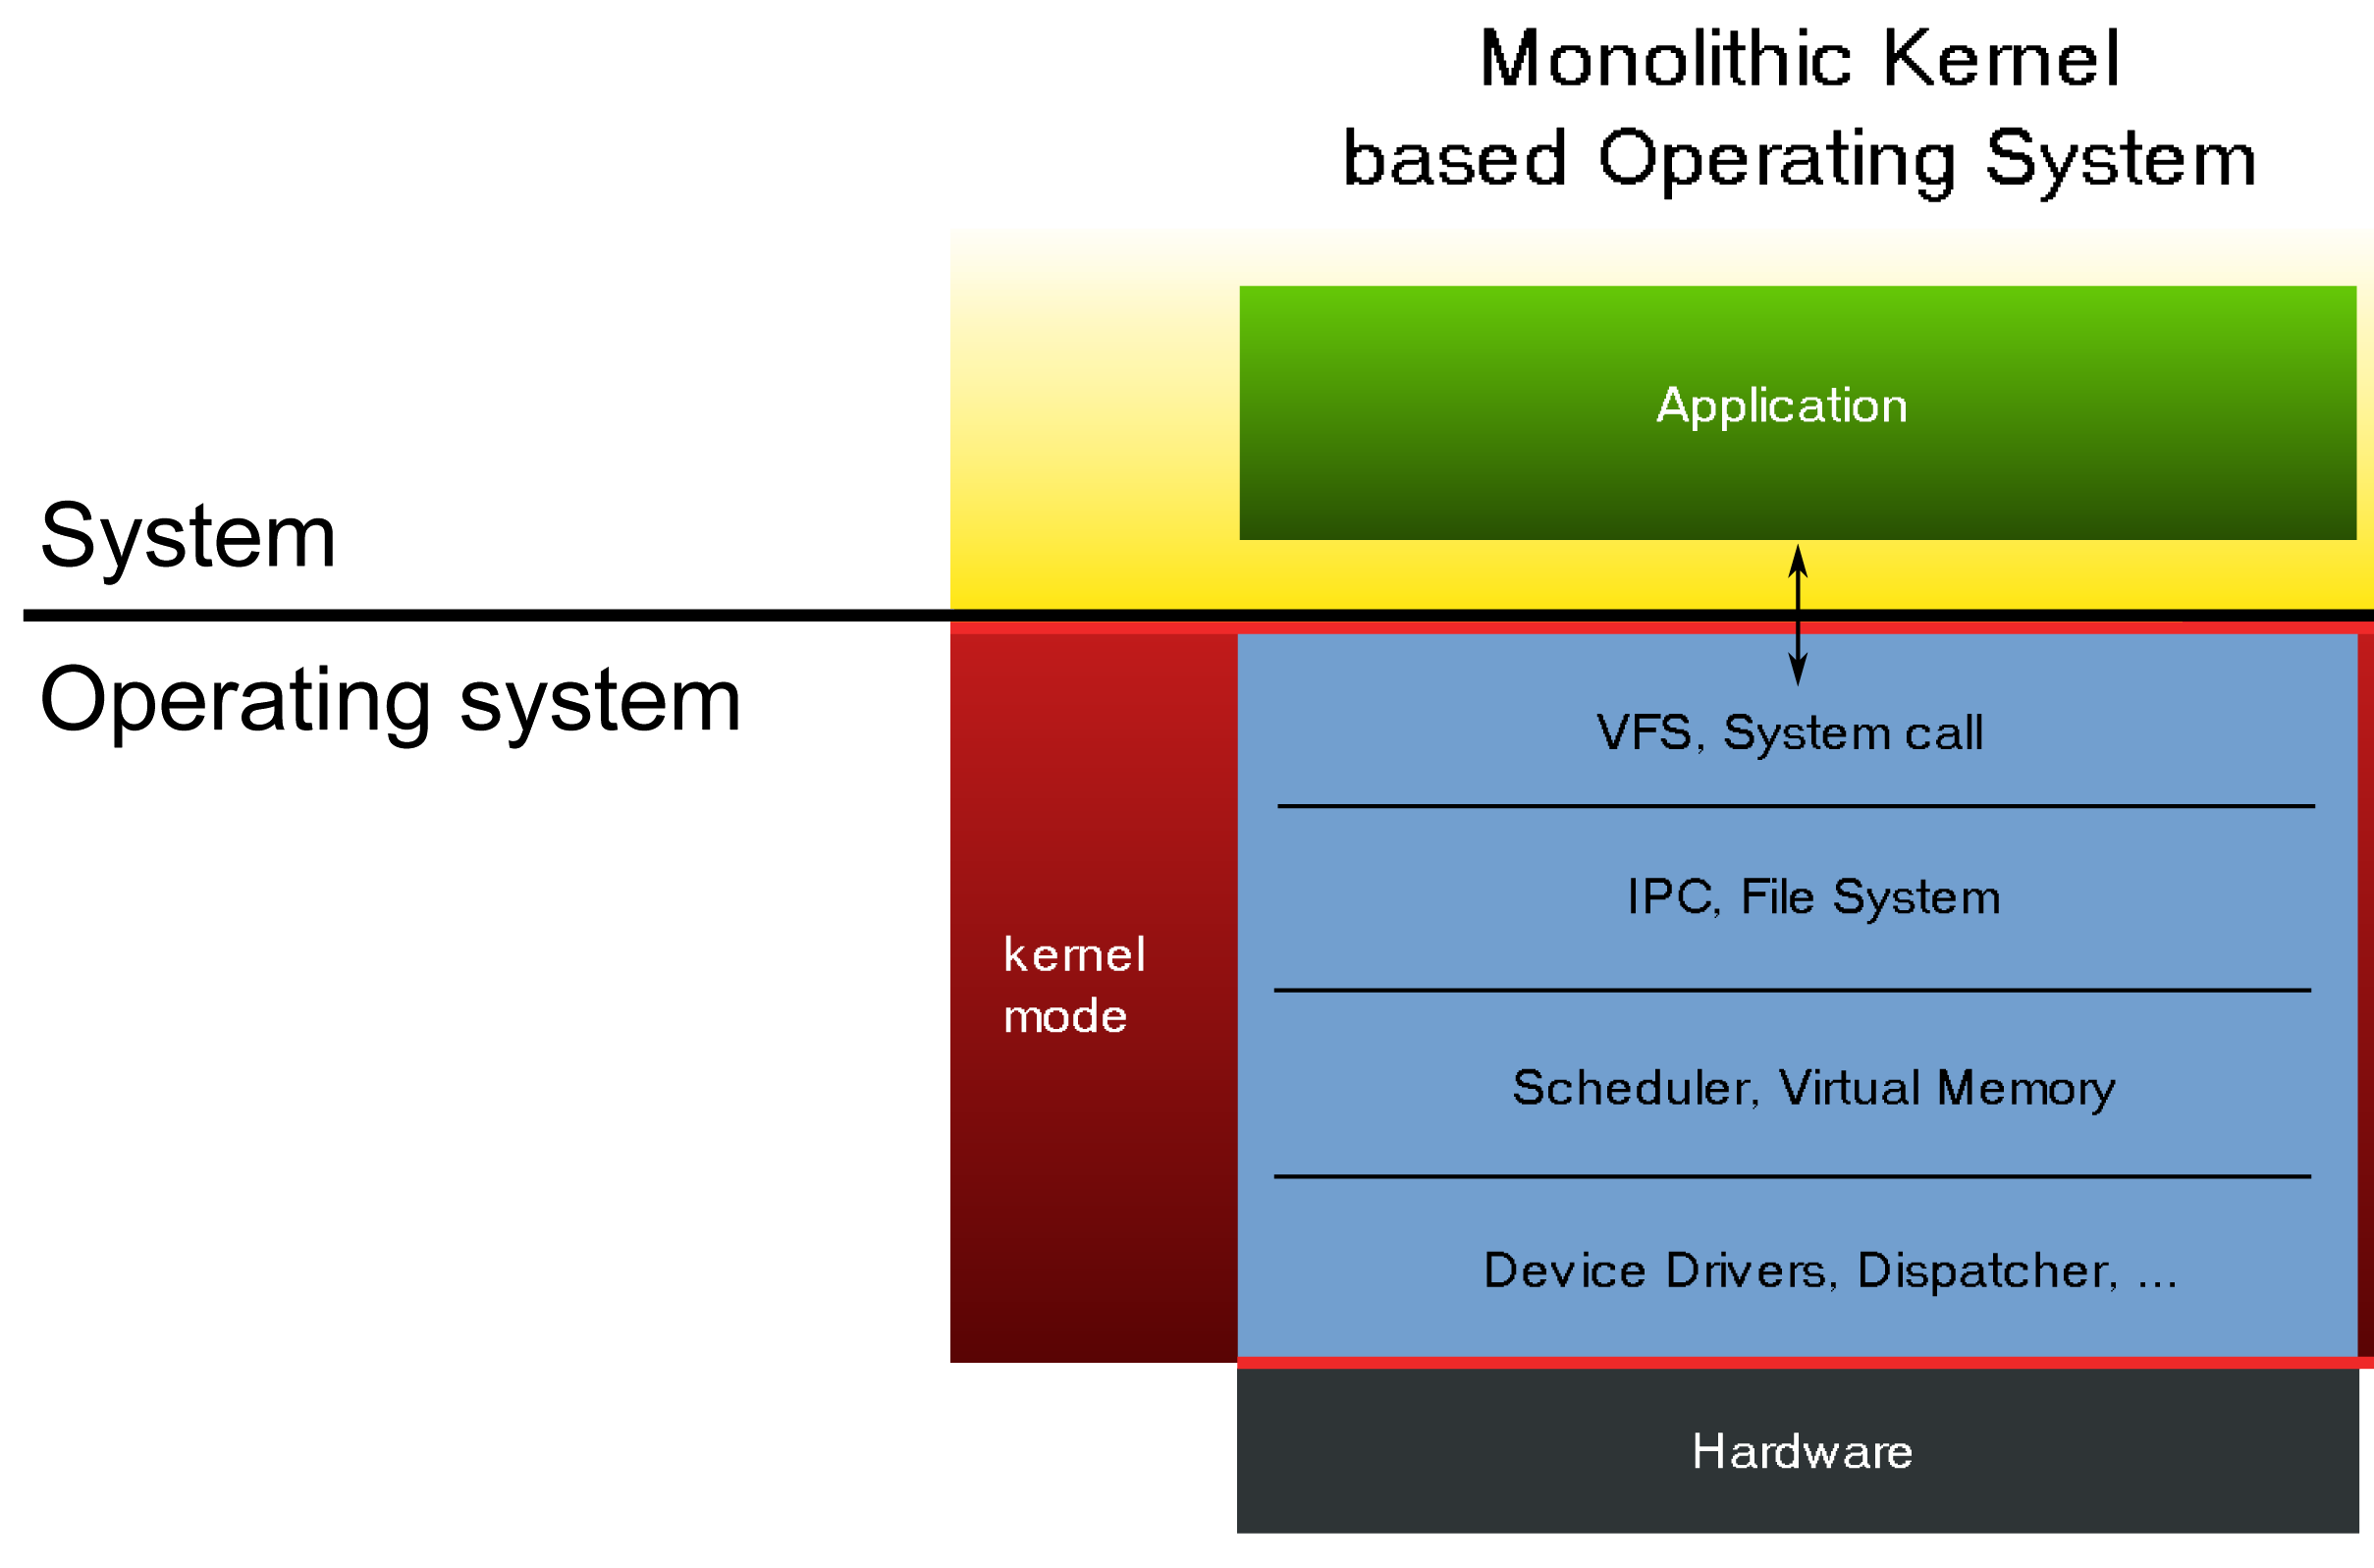 Monolithic Kernel
based Operating System
Application
System
Operating system
VFS, System call
IPC, File System
kernel
mode
Scheduler, Virtual Memory
Device Drivers, Dispatcher, ...
Hardware